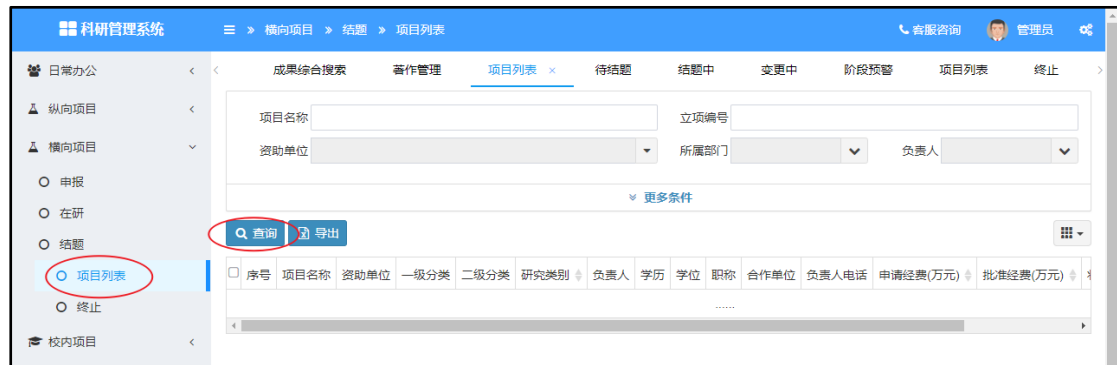 科研管理系统
» 横向项目 » 结题 » 项目列表
客服咨询 管理员
日常办公
成果综合搜索 著作管理 项目列表 × 待结题 结题中 变更中 阶段预警 项目列表 终止
纵向项目
项目名称 立项编号
横向项目
资助单位 所属部门 负责人
申报
更多条件
在研
查询 导出
结题
序号 项目名称 资助单位 一级分类 二级分类 研究类别 负责人 学历 学位 职称 合作单位 负责人电话 申请经费(万元) 批准经费(万元)
项目列表
......
终止
校内项目